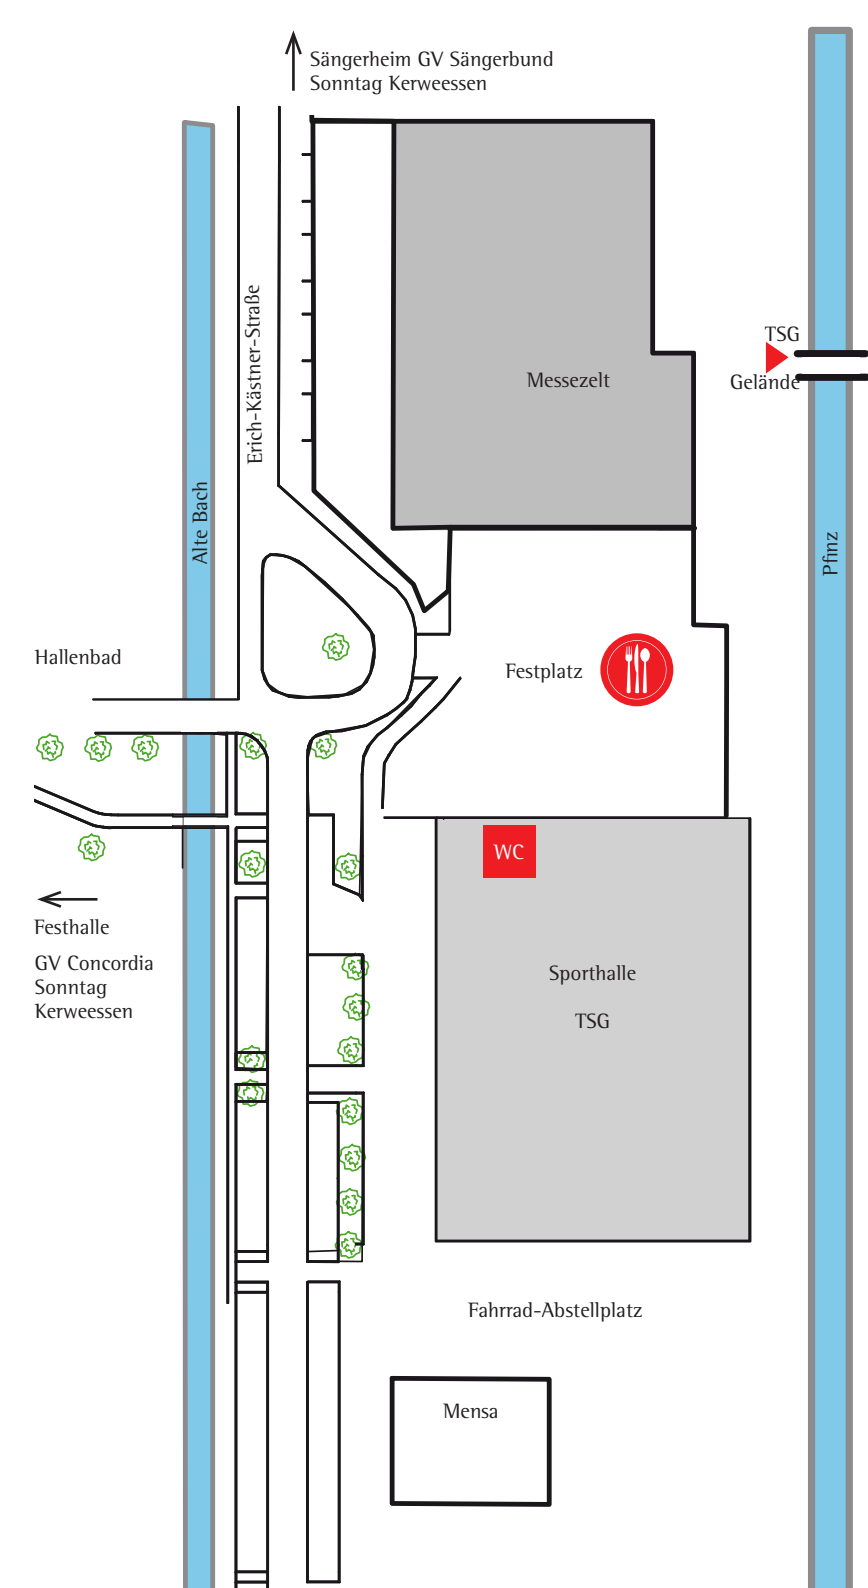 Sängerheim GV Sängerbund
Sonntag Kerweessen
Erich-Kästner-Straße
TSG
Gelände
Messezelt
Alte Bach
Pfinz
Hallenbad
Festplatz
WC
Festhalle
GV Concordia
Sonntag
Kerweessen
Sporthalle
TSG
Fahrrad-Abstellplatz
Mensa